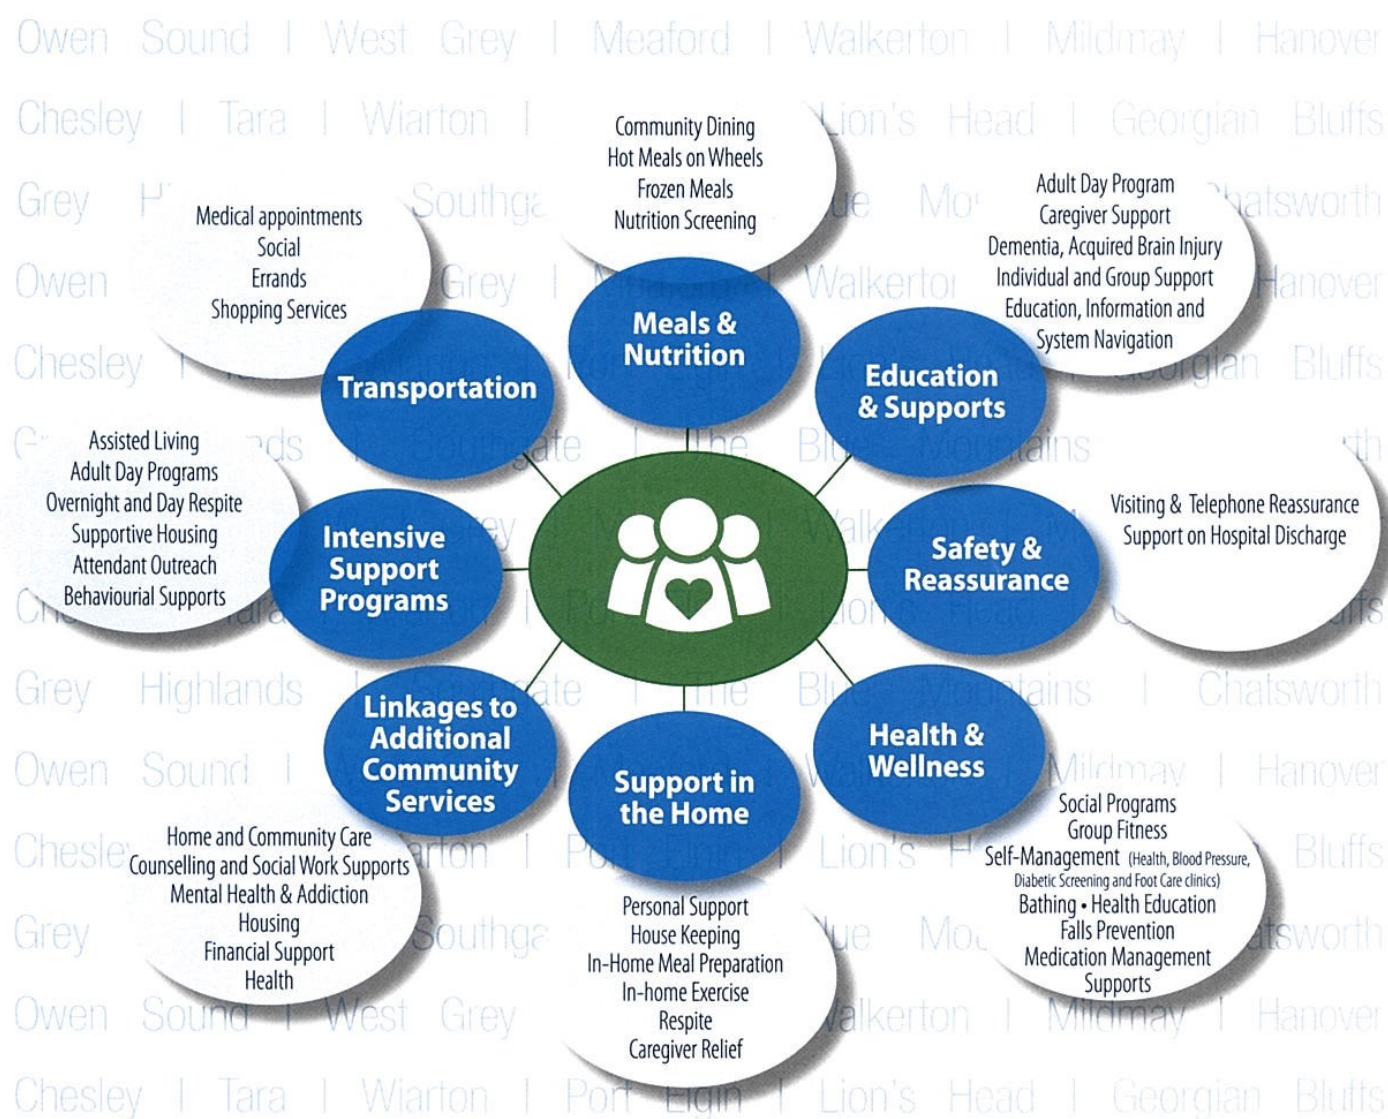 Owen Sound | West Grey | Meaford | Walkerton | Mildmay | Hanover
Chesley | Tara | Wiarton | Lion's Head | Georgian Bluffs
Community Dining
Hot Meals on Wheels
Frozen Meals
Nutrition Screening
Meals &
Nutrition
Adult Day Program
Caregiver Support
Dementia, Acquired Brain Injury
Individual and Group Support
Education, Information and
System Navigation
Education
& Supports
Medical appointments
Social
Errands
Shopping Services
Transportation
Assisted Living
Adult Day Programs
Overnight and Day Respite
Supportive Housing
Attendant Outreach
Behaviourial Supports
Intensive
Support
Programs
Visiting & Telephone Reassurance
Support on Hospital Discharge
Safety &
Reassurance
Grey Highlands | Southgate | The Blue Mountains | Chatsworth
Linkages to
Additional
Community
Services
Home and Community Care
Counselling and Social Work Supports
Mental Health & Addiction
Housing
Financial Support
Health
Support in
the Home
Personal Support
House Keeping
In-Home Meal Preparation
In-home Exercise
Respite
Caregiver Relief
Health &
Wellness
Social Programs
Group Fitness
Self-Management (Health, Blood Pressure,
Diabetic Screening and Foot Care clinics)
Bathing • Health Education
Falls Prevention
Medication Management
Supports
Owen Sound | West Grey Walkerton | Mildmay | Hanover
Chesley | Tara | Wiarton | Port Elgin | Lion's Head | Georgian Bluffs